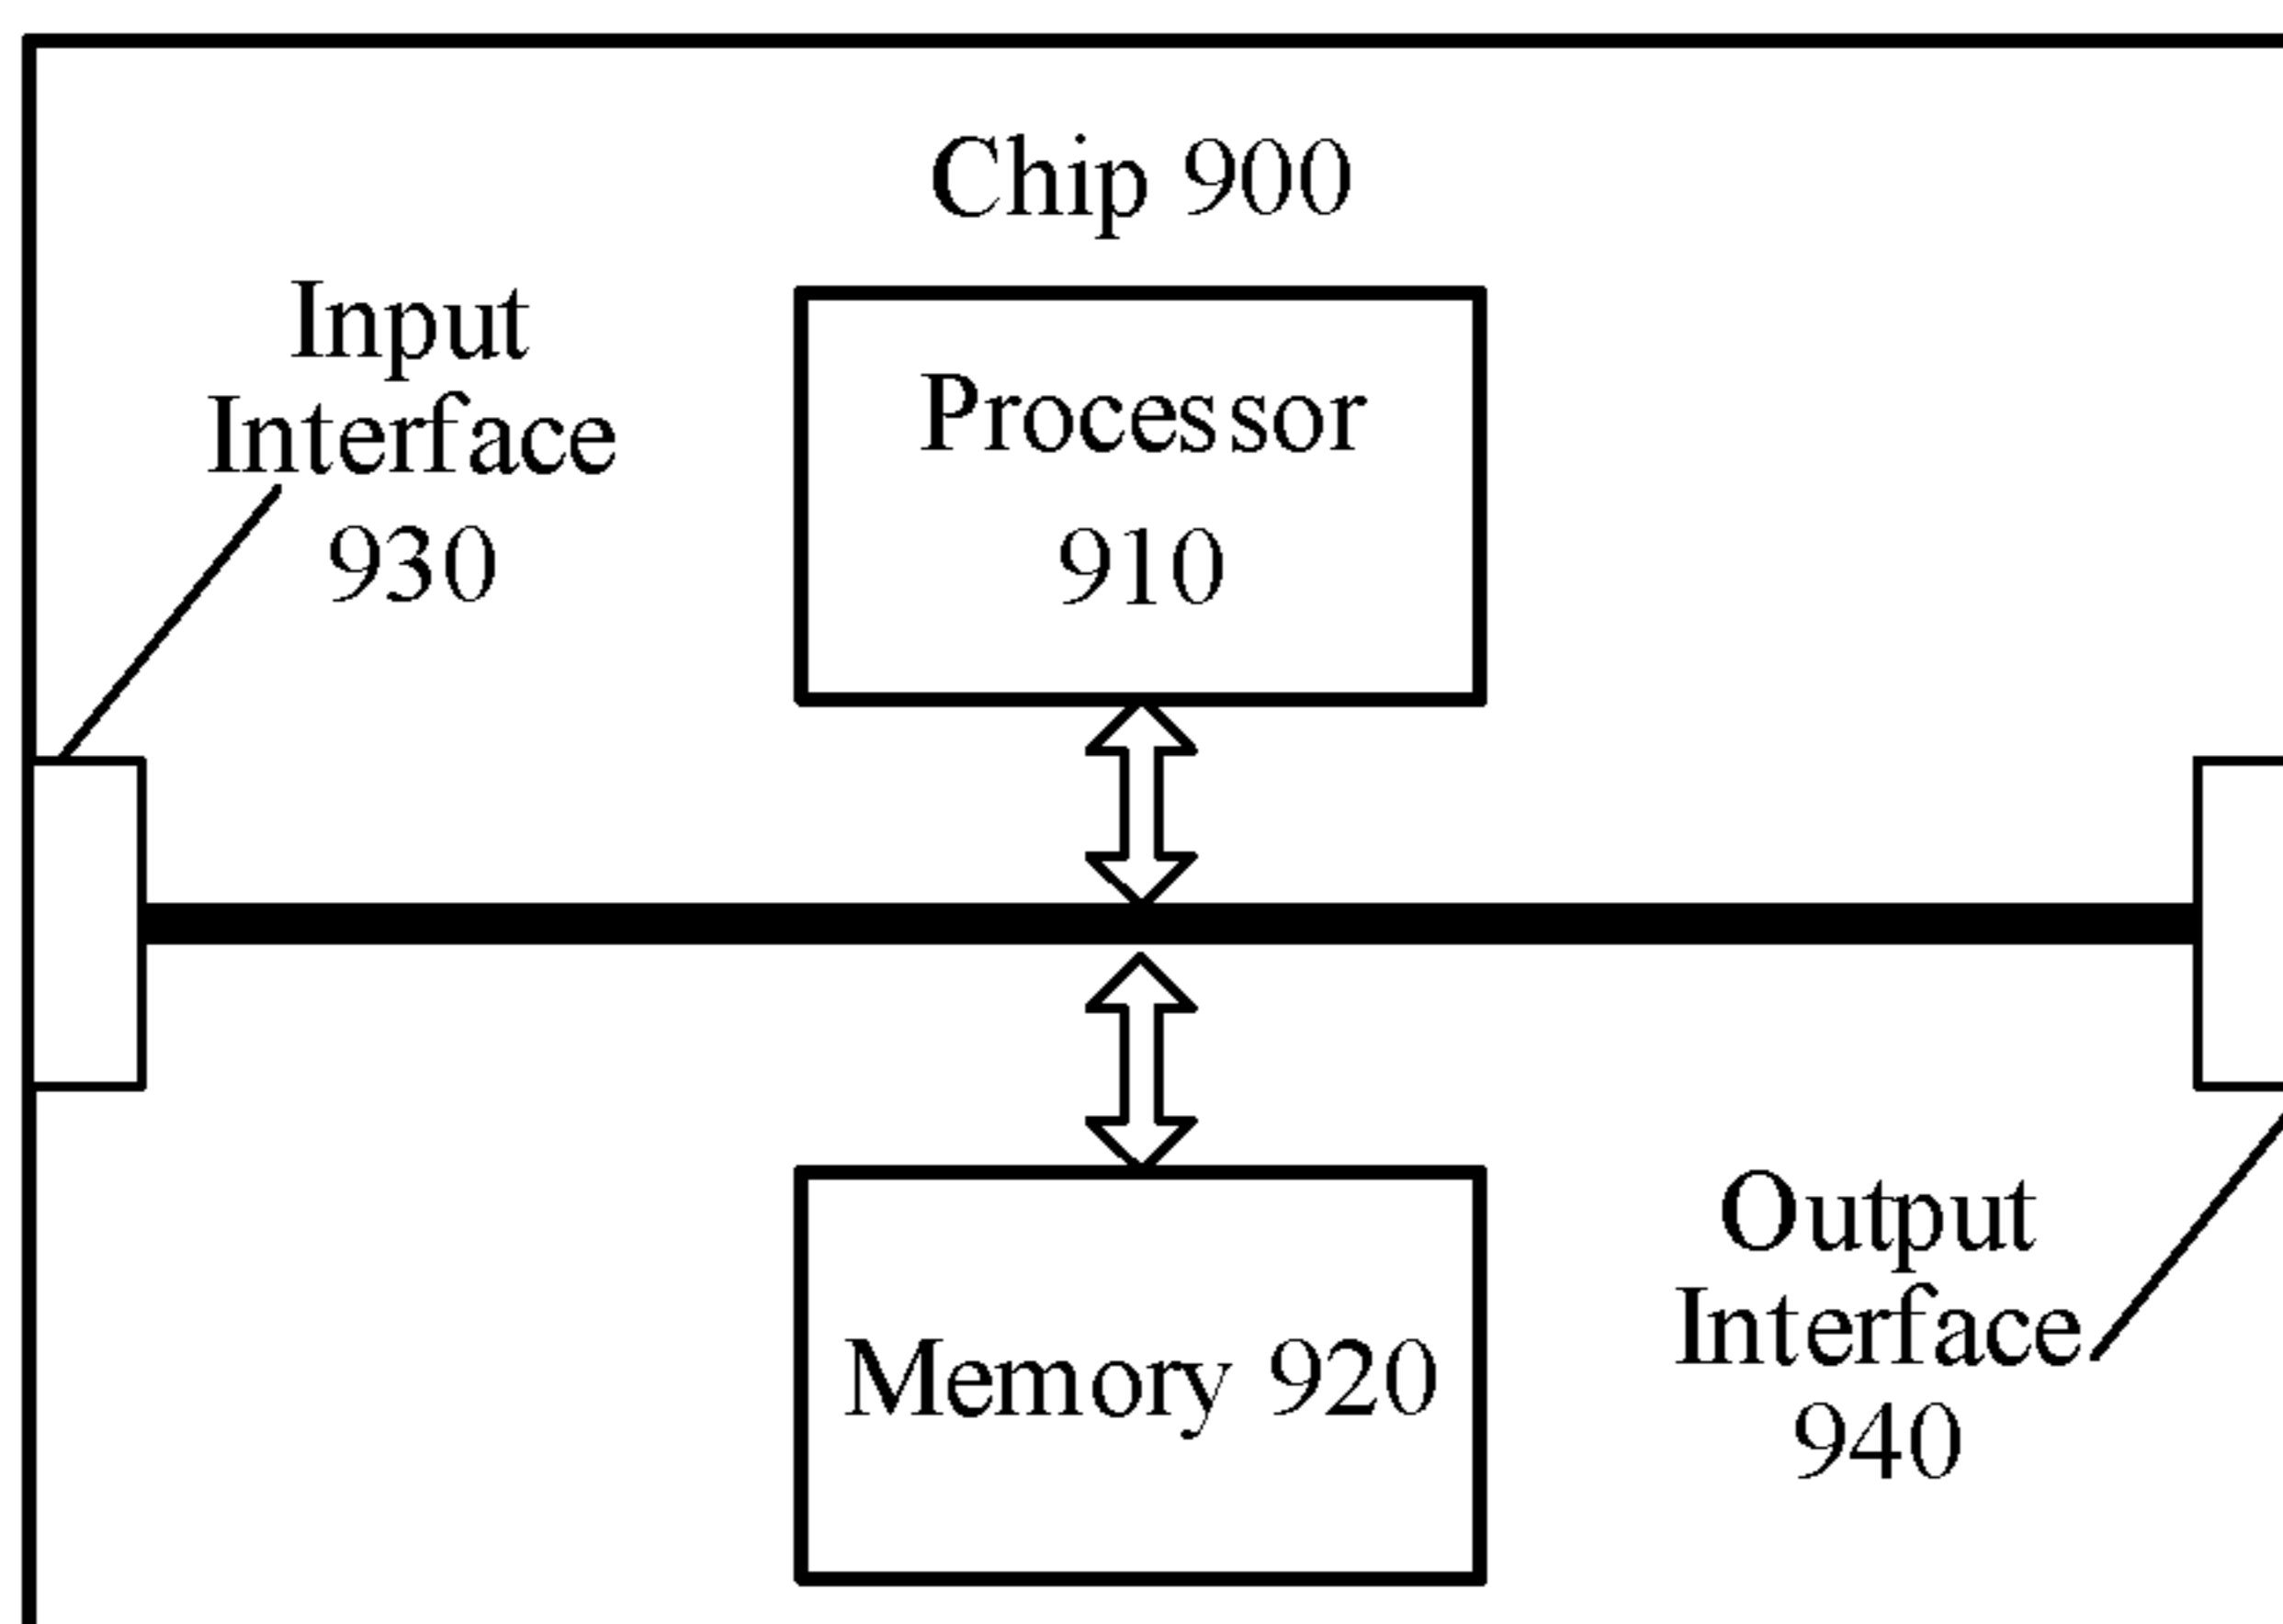 Chip 900
Input
Interface
930
Processor
910
Memory 920
Output
Interface
940